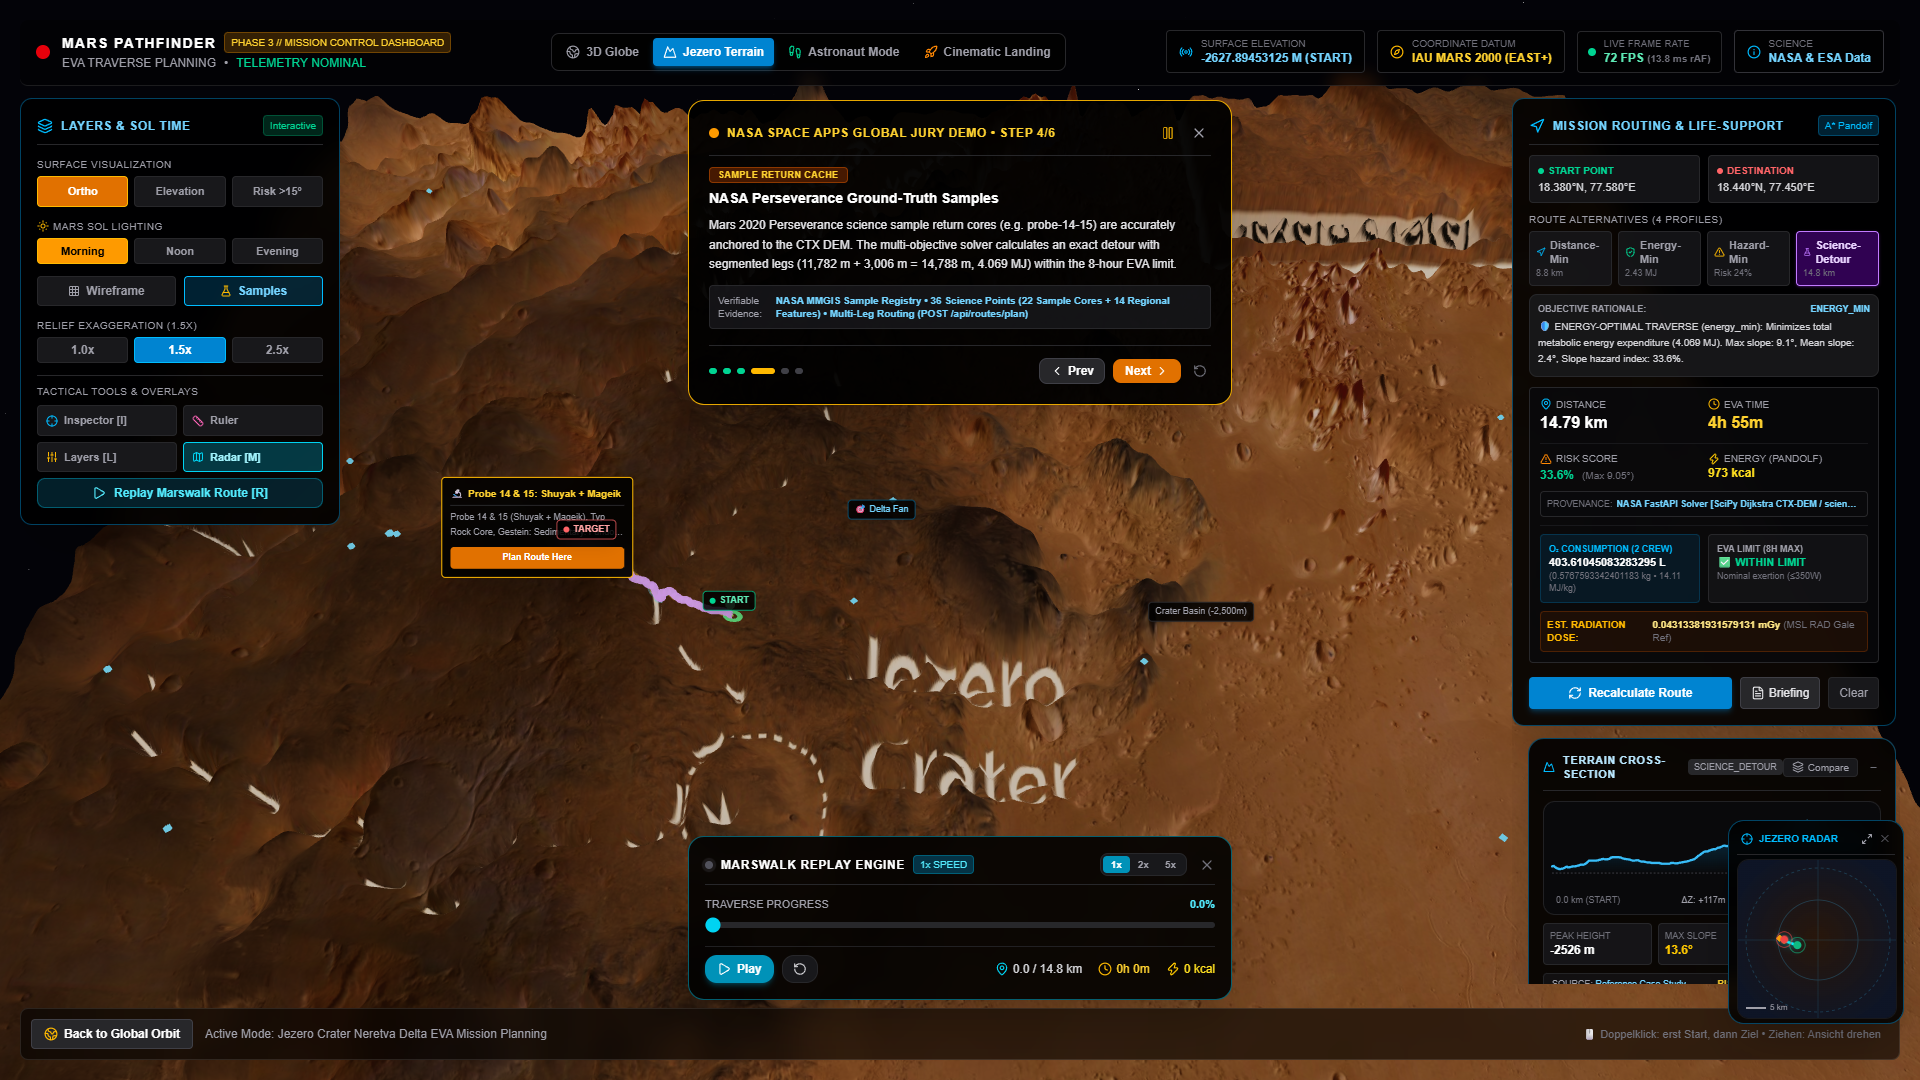 MARS PATHFINDER
PHASE 3 // MISSION CONTROL DASHBOARD
EVA TRAVERSE PLANNING • TELEMETRY NOMINAL
3D Globe
Jezero Terrain
Astronaut Mode
Cinematic Landing
SURFACE ELEVATION
-2627.89453125 M (START)
COORDINATE DATUM
IAU MARS 2000 (EAST+)
LIVE FRAME RATE
72 FPS (13.8 ms rAF)
SCIENCE
NASA & ESA Data
LAYERS & SOL TIME
Interactive
SURFACE VISUALIZATION
Ortho
Elevation
Risk >15°
MARS SOL LIGHTING
Morning
Noon
Evening
Wireframe
Samples
RELIEF EXAGGERATION (1.5X)
1.0x
1.5x
2.5x
TACTICAL TOOLS & OVERLAYS
Inspector [I]
Ruler
Layers [L]
Radar [M]
Replay Marswalk Route [R]
NASA SPACE APPS GLOBAL JURY DEMO • STEP 4/6
SAMPLE RETURN CACHE
NASA Perseverance Ground-Truth Samples
Mars 2020 Perseverance science sample return cores (e.g. probe-14-15) are accurately
anchored to the CTX DEM. The multi-objective solver calculates an exact detour with
segmented legs (11,782 m + 3,006 m = 14,788 m, 4.069 MJ) within the 8-hour EVA limit.
Verifiable Evidence:
NASA MMGIS Sample Registry • 36 Science Points (22 Sample Cores + 14 Regional
Features) • Multi-Leg Routing (POST /api/routes/plan)
Prev
Next
Probe 14 & 15: Shuyak + Mageik
Probe 14 & 15 (Shuyak + Mageik). Typ
Rock Core, Gestein: Sedim
TARGET
Plan Route Here
START
Delta Fan
Crater Basin (-2,500m)
Jezero
Crater
MISSION ROUTING & LIFE-SUPPORT
A* Pandolf
START POINT
18.380°N, 77.580°E
DESTINATION
18.440°N, 77.450°E
ROUTE ALTERNATIVES (4 PROFILES)
Distance-Min
8.8 km
Energy-Min
2.43 MJ
Hazard-Min
Risk 24%
Science-Detour
14.8 km
OBJECTIVE RATIONALE:
ENERGY_MIN
ENERGY-OPTIMAL TRAVERSE (energy_min): Minimizes total
metabolic energy expenditure (4.069 MJ). Max slope: 9.1°, Mean slope:
2.4°, Slope hazard index: 33.6%.
DISTANCE
14.79 km
EVA TIME
4h 55m
RISK SCORE
33.6% (Max 9.05°)
ENERGY (PANDOLF)
973 kcal
PROVENANCE: NASA FastAPI Solver [SciPy Dijkstra CTX-DEM / scien...
O₂ CONSUMPTION (2 CREW)
403.61045083283295 L
(0.5767593342401183 kg • 14.11
MJ/kg)
EVA LIMIT (8H MAX)
WITHIN LIMIT
Nominal exertion (≤350W)
EST. RADIATION
DOSE:
0.04313381931579131 mGy (MSL RAD Gale
Ref)
Recalculate Route
Briefing
Clear
TERRAIN CROSS-
SECTION
SCIENCE_DETOUR
Compare
0.0 km (START)
ΔZ: +117m
PEAK HEIGHT
-2526 m
MAX SLOPE
13.6°
SOURCE: Reference Case Study
JEZERO RADAR
5 km
MARSWALK REPLAY ENGINE
1x SPEED
1x
2x
5x
TRAVERSE PROGRESS
0.0%
Play
0.0 / 14.8 km
0h 0m
0 kcal
Back to Global Orbit
Active Mode: Jezero Crater Neretva Delta EVA Mission Planning
Doppelklick: erst Start, dann Ziel • Ziehen: Ansicht drehen